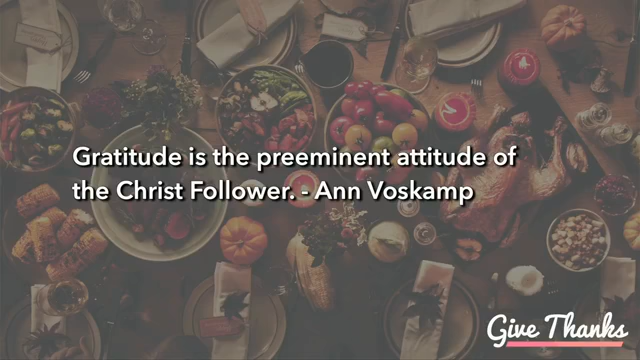 Gratitude is the preeminent attitude of
the Christ Follower. - Ann Voskamp
Give Thanks